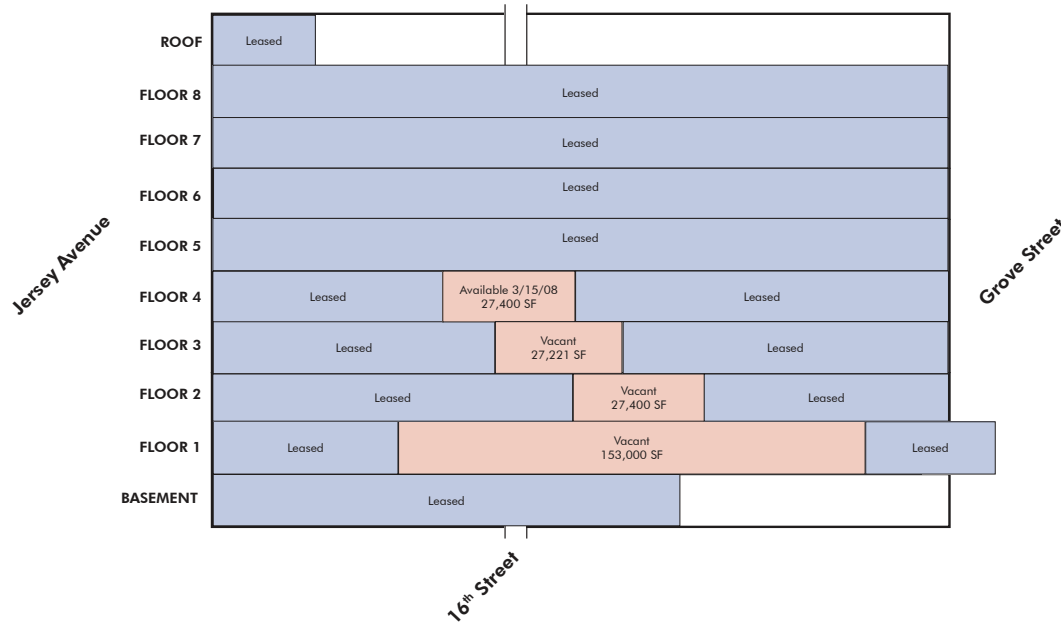 ROOF
Leased
FLOOR 8
Leased
FLOOR 7
Leased
FLOOR 6
Leased
FLOOR 5
Leased
FLOOR 4
Leased
Available 3/15/08
27,400 SF
Leased
FLOOR 3
Leased
Vacant
27,221 SF
Leased
FLOOR 2
Leased
Vacant
27,400 SF
Leased
FLOOR 1
Leased
Vacant
153,000 SF
Leased
BASEMENT
Leased
Jersey Avenue
Grove Street
16th Street